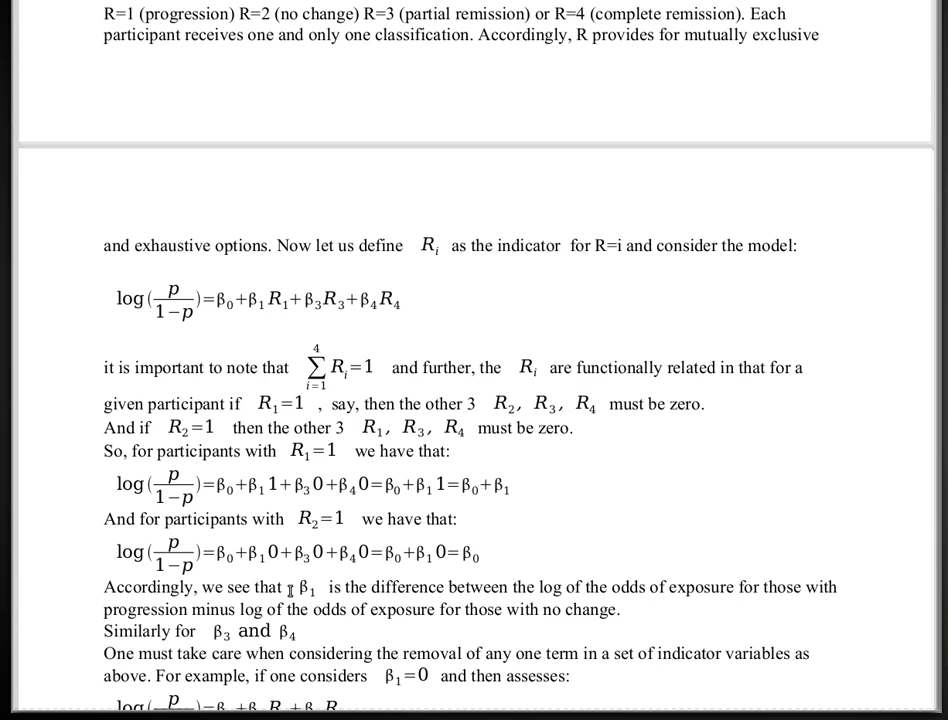 R=1 (progression) R=2 (no change) R=3 (partial remission) or R=4 (complete remission). Each
participant receives one and only one classification. Accordingly, R provides for mutually exclusive
and exhaustive options. Now let us define R_i as the indicator for R=i and consider the model:
log(p/(1−p))=β₀+β₁R₁+β₃R₃+β₄R₄
it is important to note that ∑_{i=1}^{4} R_i=1 and further, the R_i are functionally related in that for a
given participant if R₁=1 , say, then the other 3 R₂, R₃, R₄ must be zero.
And if R₂=1 then the other 3 R₁, R₃, R₄ must be zero.
So, for participants with R₁=1 we have that:
log(p/(1−p))=β₀+β₁1+β₃0+β₄0=β₀+β₁1=β₀+β₁
And for participants with R₂=1 we have that:
log(p/(1−p))=β₀+β₁0+β₃0+β₄0=β₀+β₁0=β₀
Accordingly, we see that β₁ is the difference between the log of the odds of exposure for those with
progression minus log of the odds of exposure for those with no change.
Similarly for β₃ and β₄
One must take care when considering the removal of any one term in a set of indicator variables as
above. For example, if one considers β₁=0 and then assesses: